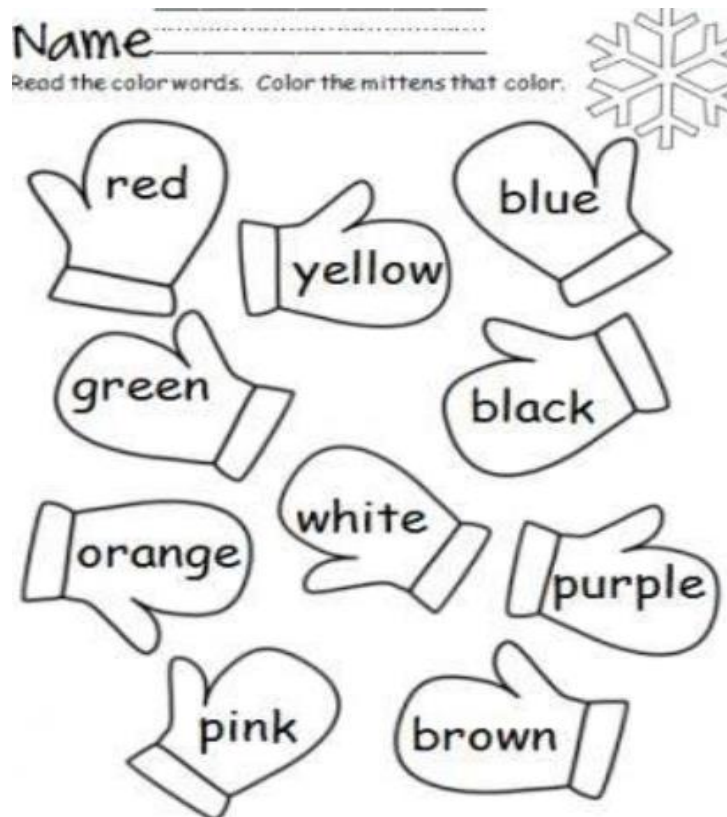 Name
Read the color words. Color the mittens that color.
red
blue
yellow
green
black
white
orange
purple
pink
brown